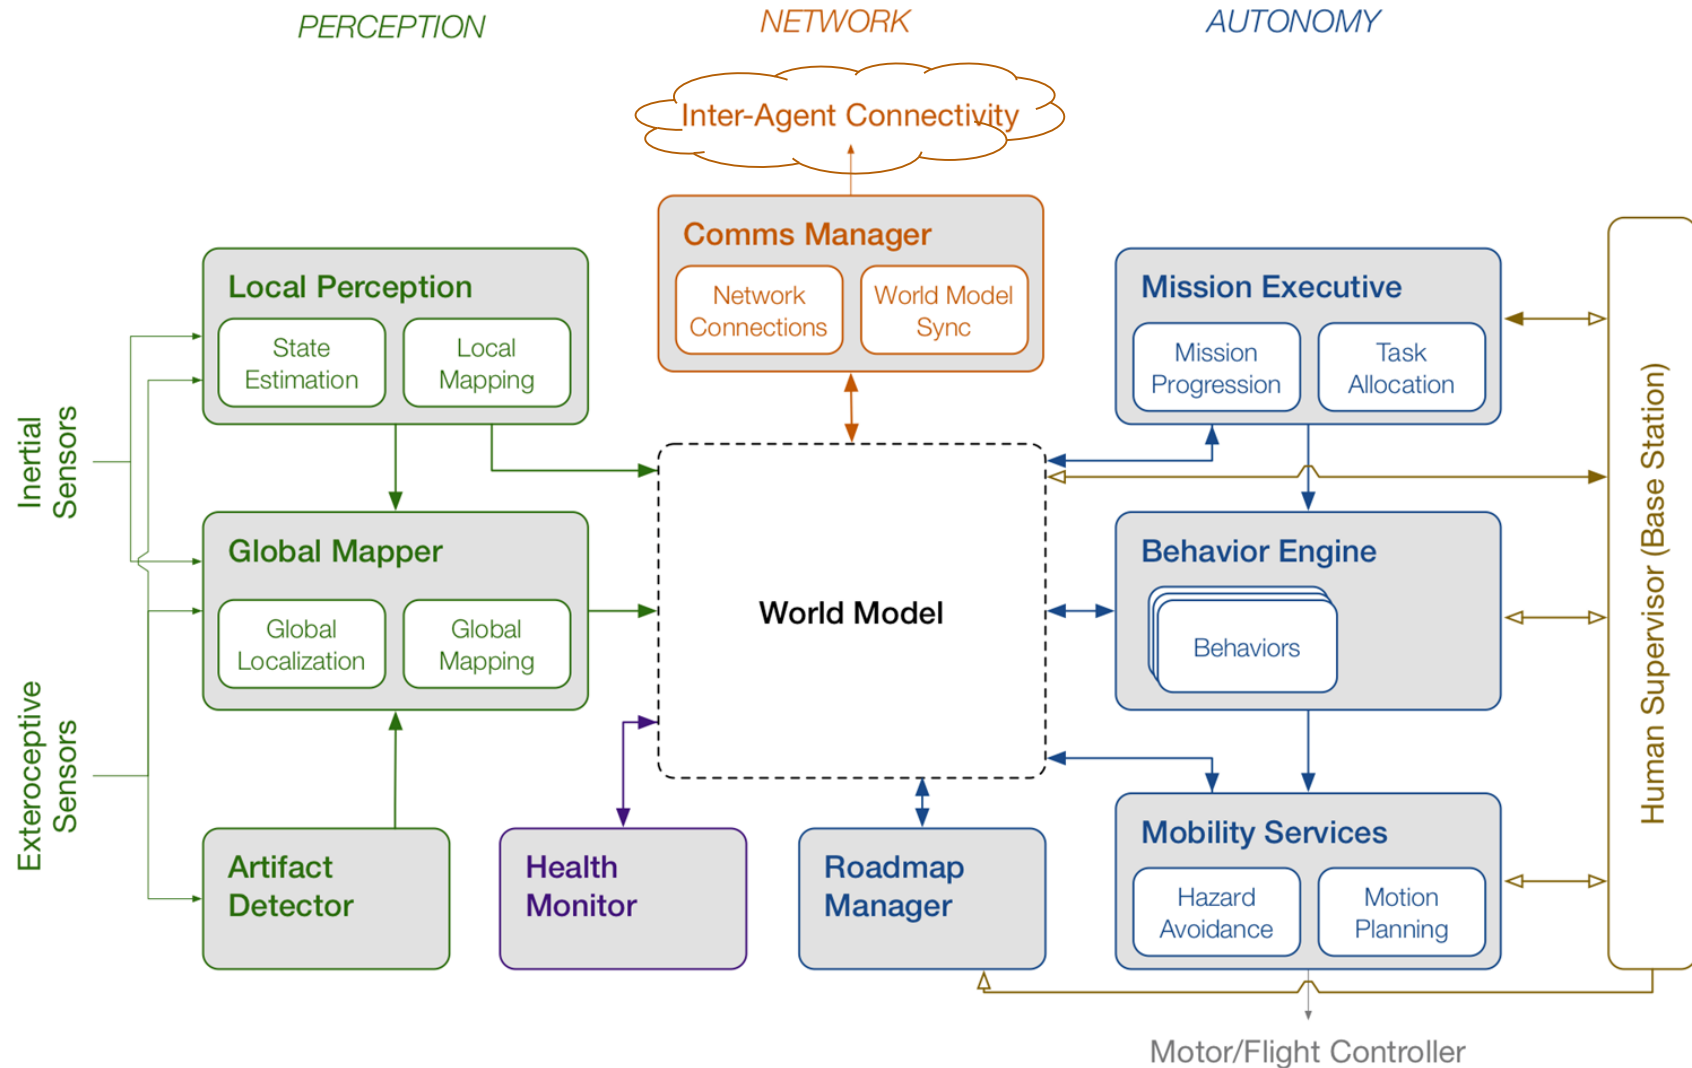 PERCEPTION
NETWORK
AUTONOMY
Inter-Agent Connectivity
Comms Manager
Network
Connections
World Model
Sync
Local Perception
State
Estimation
Local
Mapping
Mission Executive
Mission
Progression
Task
Allocation
Inertial
Sensors
Global Mapper
Global
Localization
Global
Mapping
World Model
Behavior Engine
Behaviors
Human Supervisor (Base Station)
Exteroceptive
Sensors
Artifact
Detector
Health
Monitor
Roadmap
Manager
Mobility Services
Hazard
Avoidance
Motion
Planning
Motor/Flight Controller